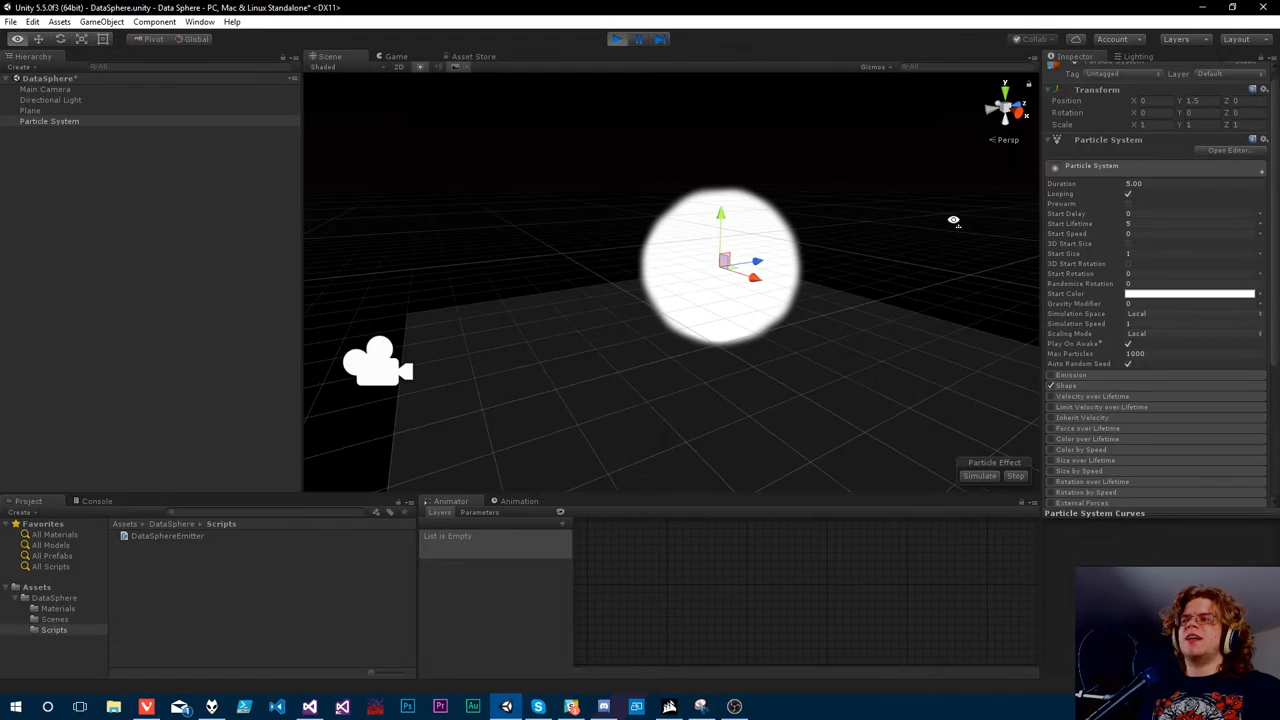 Unity 5.5.0f3 (64bit) - DataSphere.unity - Data Sphere - PC, Mac & Linux Standalone* <DX11>
File Edit Assets GameObject Component Window Help
Pivot Global Collab Account Layers Layout
Hierarchy Scene Game Asset Store Inspector Lighting
Create All Shaded 2D Gizmos All
DataSphere*
Main Camera
Directional Light
Plane
Particle System
y
z
x
Persp
Tag Untagged Layer Default
Transform
Position X 0 Y 1.5 Z 0
Rotation X 0 Y 0 Z 0
Scale X 1 Y 1 Z 1
Particle System
Open Editor...
Particle System
Duration 5.00
Looping
Prewarm
Start Delay 0
Start Lifetime 5
Start Speed 0
3D Start Size
Start Size 1
3D Start Rotation
Start Rotation 0
Randomize Rotation 0
Start Color
Gravity Modifier 0
Simulation Space Local
Simulation Speed 1
Scaling Mode Local
Play On Awake*
Max Particles 1000
Auto Random Seed
Emission
Shape
Velocity over Lifetime
Limit Velocity over Lifetime
Inherit Velocity
Force over Lifetime
Color over Lifetime
Color by Speed
Size over Lifetime
Size by Speed
Rotation over Lifetime
Rotation by Speed
External Forces
Particle System Curves
Particle Effect
Simulate Stop
Project Console
Create
Favorites
All Materials
All Models
All Prefabs
All Scripts
Assets
DataSphere
Materials
Scenes
Scripts
Assets DataSphere Scripts
DataSphereEmitter
Animator Animation
Layers Parameters
List is Empty